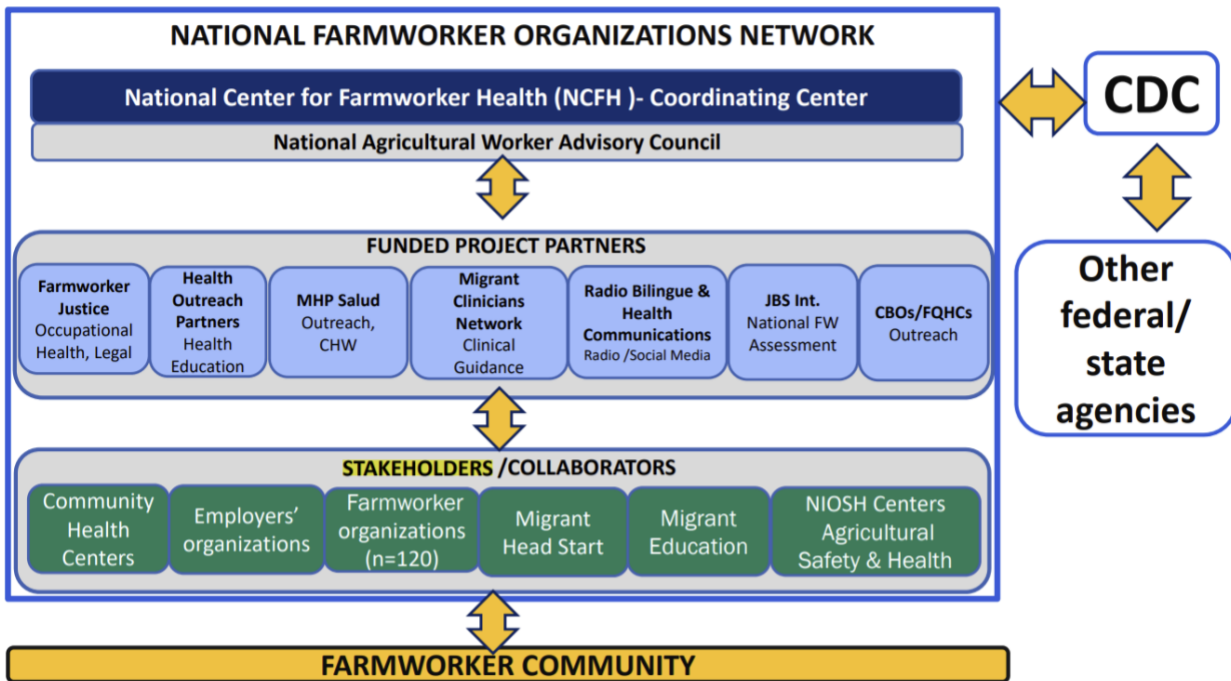 NATIONAL FARMWORKER ORGANIZATIONS NETWORK
National Center for Farmworker Health (NCFH )- Coordinating Center
National Agricultural Worker Advisory Council
CDC
Other
federal/
state
agencies
FUNDED PROJECT PARTNERS
Farmworker
Justice
Occupational
Health, Legal
Health
Outreach
Partners
Health
Education
MHP Salud
Outreach,
CHW
Migrant
Clinicians
Network
Clinical
Guidance
Radio Bilingue &
Health
Communications
Radio /Social Media
JBS Int.
National FW
Assessment
CBOs/FQHCs
Outreach
STAKEHOLDERS /COLLABORATORS
Community
Health
Centers
Employers'
organizations
Farmworker
organizations
(n=120)
Migrant
Head Start
Migrant
Education
NIOSH Centers
Agricultural
Safety & Health
FARMWORKER COMMUNITY